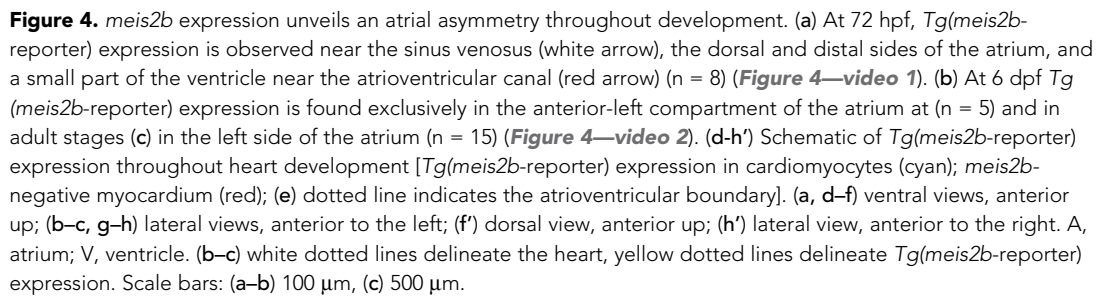 Figure 4. meis2b expression unveils an atrial asymmetry throughout development. (a) At 72 hpf, Tg(meis2b-
reporter) expression is observed near the sinus venosus (white arrow), the dorsal and distal sides of the atrium, and
a small part of the ventricle near the atrioventricular canal (red arrow) (n = 8) (Figure 4—video 1). (b) At 6 dpf Tg
(meis2b-reporter) expression is found exclusively in the anterior-left compartment of the atrium at (n = 5) and in
adult stages (c) in the left side of the atrium (n = 15) (Figure 4—video 2). (d-h′) Schematic of Tg(meis2b-reporter)
expression throughout heart development [Tg(meis2b-reporter) expression in cardiomyocytes (cyan); meis2b-
negative myocardium (red); (e) dotted line indicates the atrioventricular boundary]. (a, d–f) ventral views, anterior
up; (b–c, g–h) lateral views, anterior to the left; (f′) dorsal view, anterior up; (h′) lateral view, anterior to the right. A,
atrium; V, ventricle. (b–c) white dotted lines delineate the heart, yellow dotted lines delineate Tg(meis2b-reporter)
expression. Scale bars: (a–b) 100 μm, (c) 500 μm.